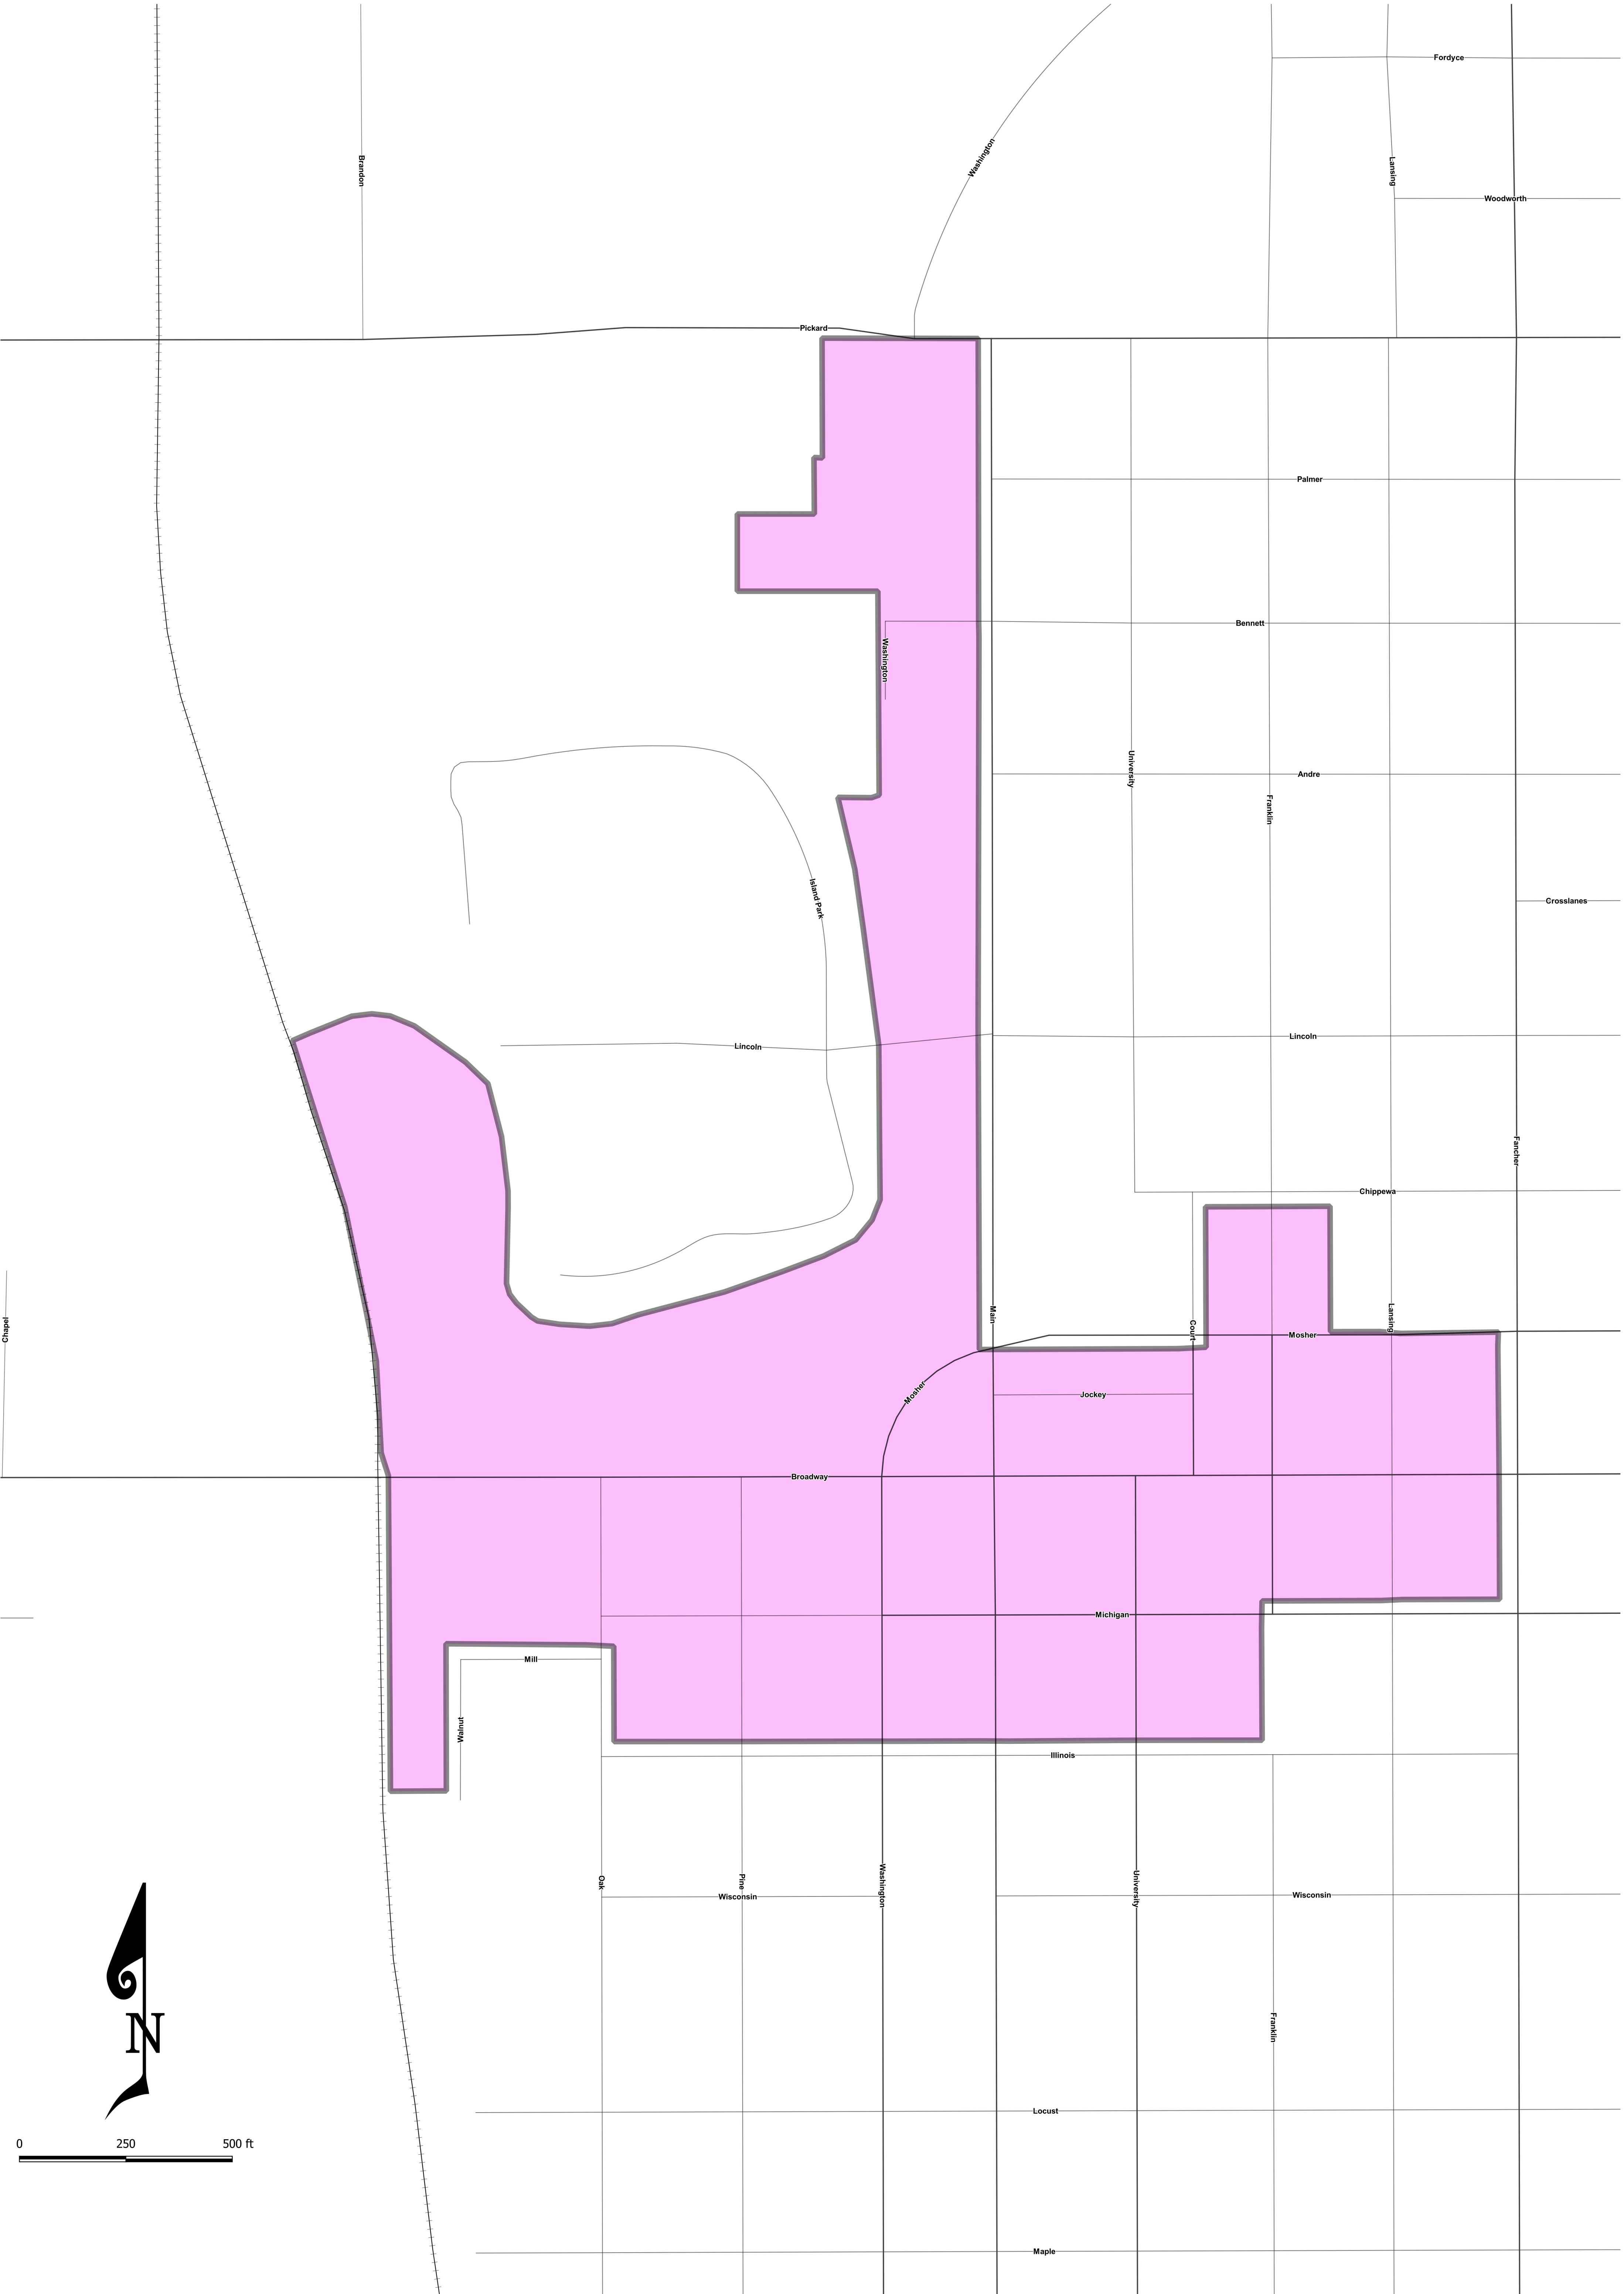 Fordyce
Washington
Brandon
Lansing
Woodworth
Pickard
Palmer
Bennett
Washington
University
Andre
Franklin
Island Park
Crosslanes
Lincoln
Lincoln
Fancher
Chippewa
Chapel
Main
Court
Lansing
Mosher
Mosher
Jockey
Broadway
Michigan
Mill
Walnut
Illinois
Oak
Pine
Washington
University
Wisconsin
Wisconsin
N
Franklin
Locust
0 250 500 ft
Maple